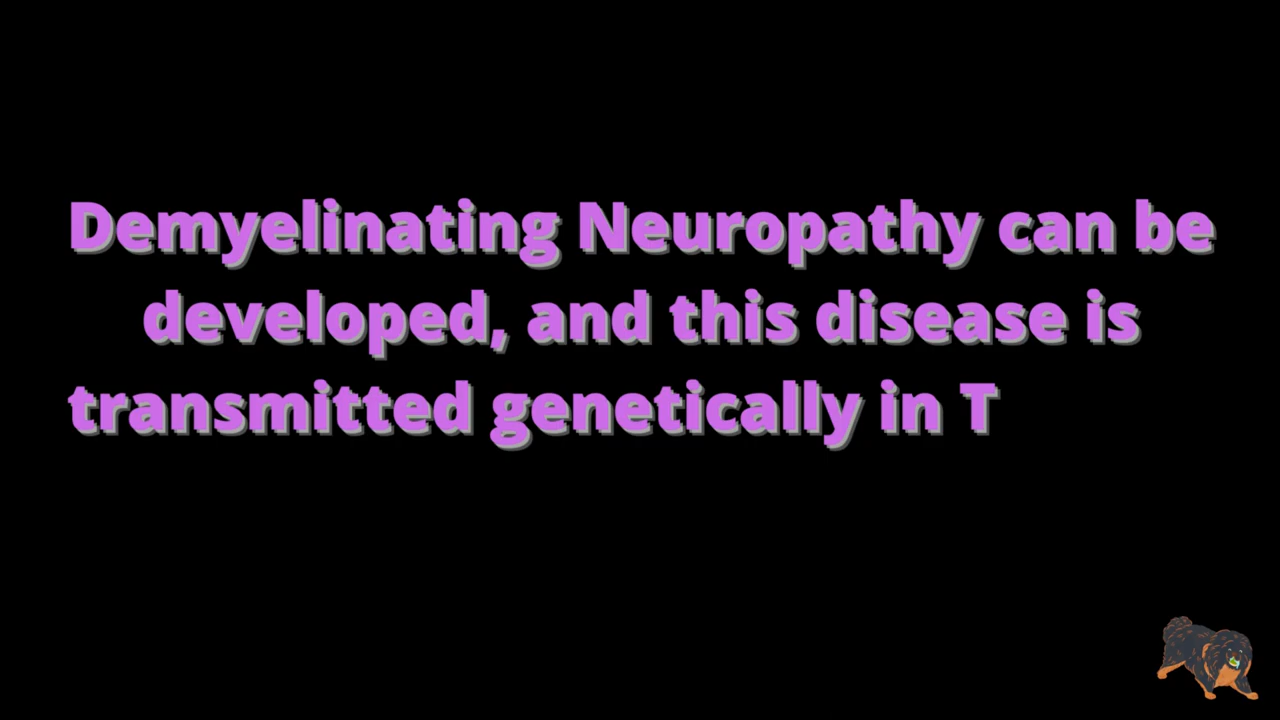 Demyelinating Neuropathy can be
developed, and this disease is
transmitted genetically in T